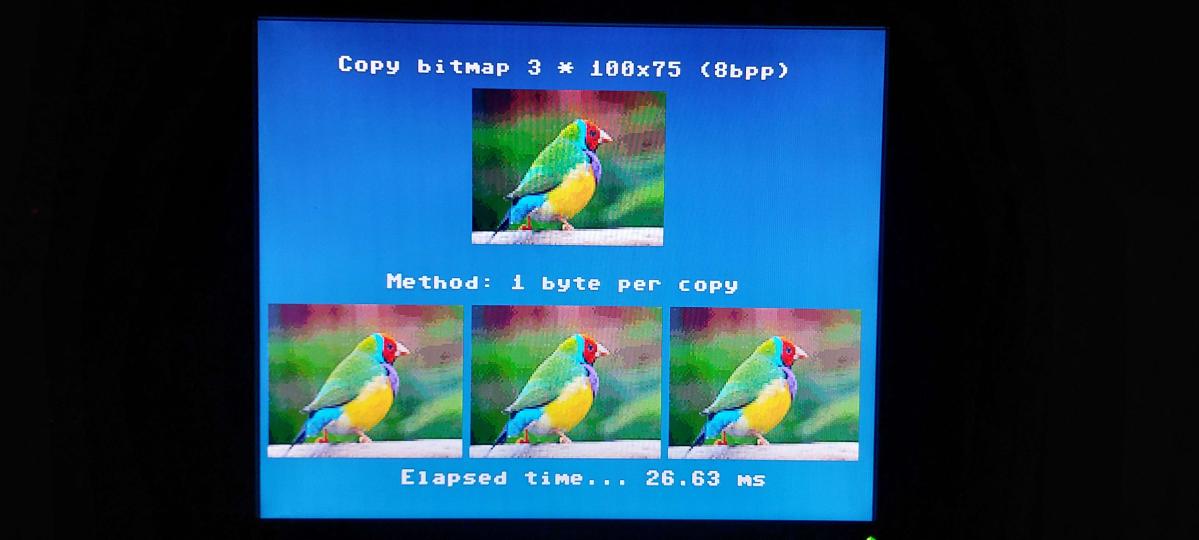 Copy bitmap 3 * 100x75 (8bpp)
Method: 1 byte per copy
Elapsed time... 26.63 ms